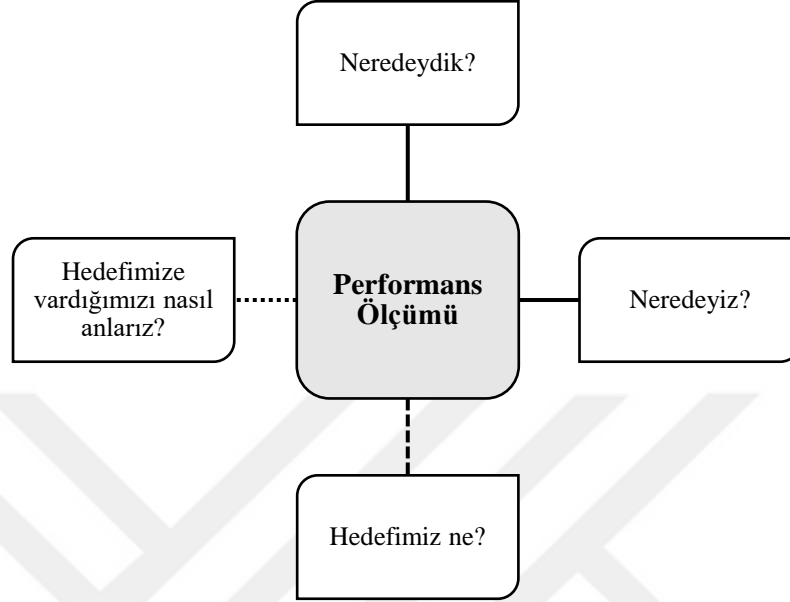 Neredeydik?
Hedefimize
vardığımızı nasıl
anlarız?
Performans
Ölçümü
Neredeyiz?
Hedefimiz ne?